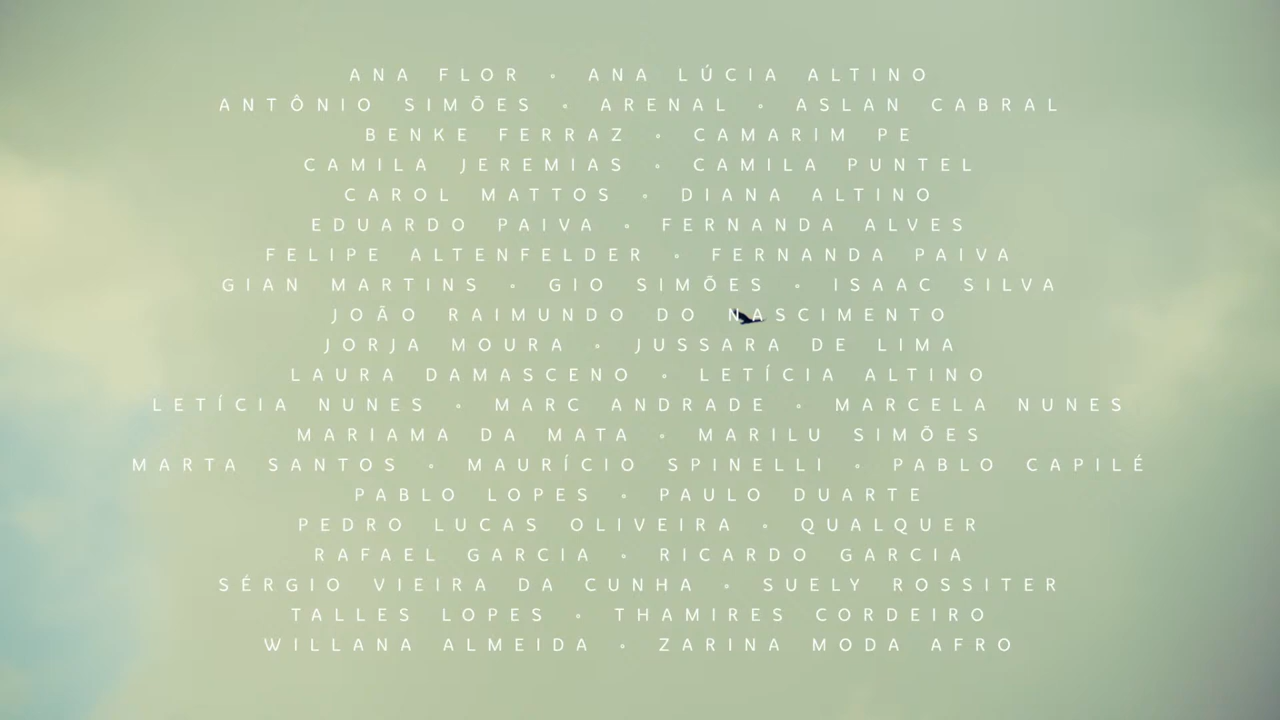 ANA FLOR ◦ ANA LÚCIA ALTINO
ANTÔNIO SIMÕES ◦ ARENAL ◦ ASLAN CABRAL
BENKE FERRAZ ◦ CAMARIM PE
CAMILA JEREMIAS ◦ CAMILA PUNTEL
CAROL MATTOS ◦ DIANA ALTINO
EDUARDO PAIVA ◦ FERNANDA ALVES
FELIPE ALTENFELDER ◦ FERNANDA PAIVA
GIAN MARTINS ◦ GIO SIMÕES ◦ ISAAC SILVA
JOÃO RAIMUNDO DO NASCIMENTO
JORJA MOURA ◦ JUSSARA DE LIMA
LAURA DAMASCENO ◦ LETÍCIA ALTINO
LETÍCIA NUNES ◦ MARC ANDRADE ◦ MARCELA NUNES
MARIAMA DA MATA ◦ MARILU SIMÕES
MARTA SANTOS ◦ MAURÍCIO SPINELLI ◦ PABLO CAPILÉ
PABLO LOPES ◦ PAULO DUARTE
PEDRO LUCAS OLIVEIRA ◦ QUALQUER
RAFAEL GARCIA ◦ RICARDO GARCIA
SÉRGIO VIEIRA DA CUNHA ◦ SUELY ROSSITER
TALLES LOPES ◦ THAMIRES CORDEIRO
WILLANA ALMEIDA ◦ ZARINA MODA AFRO